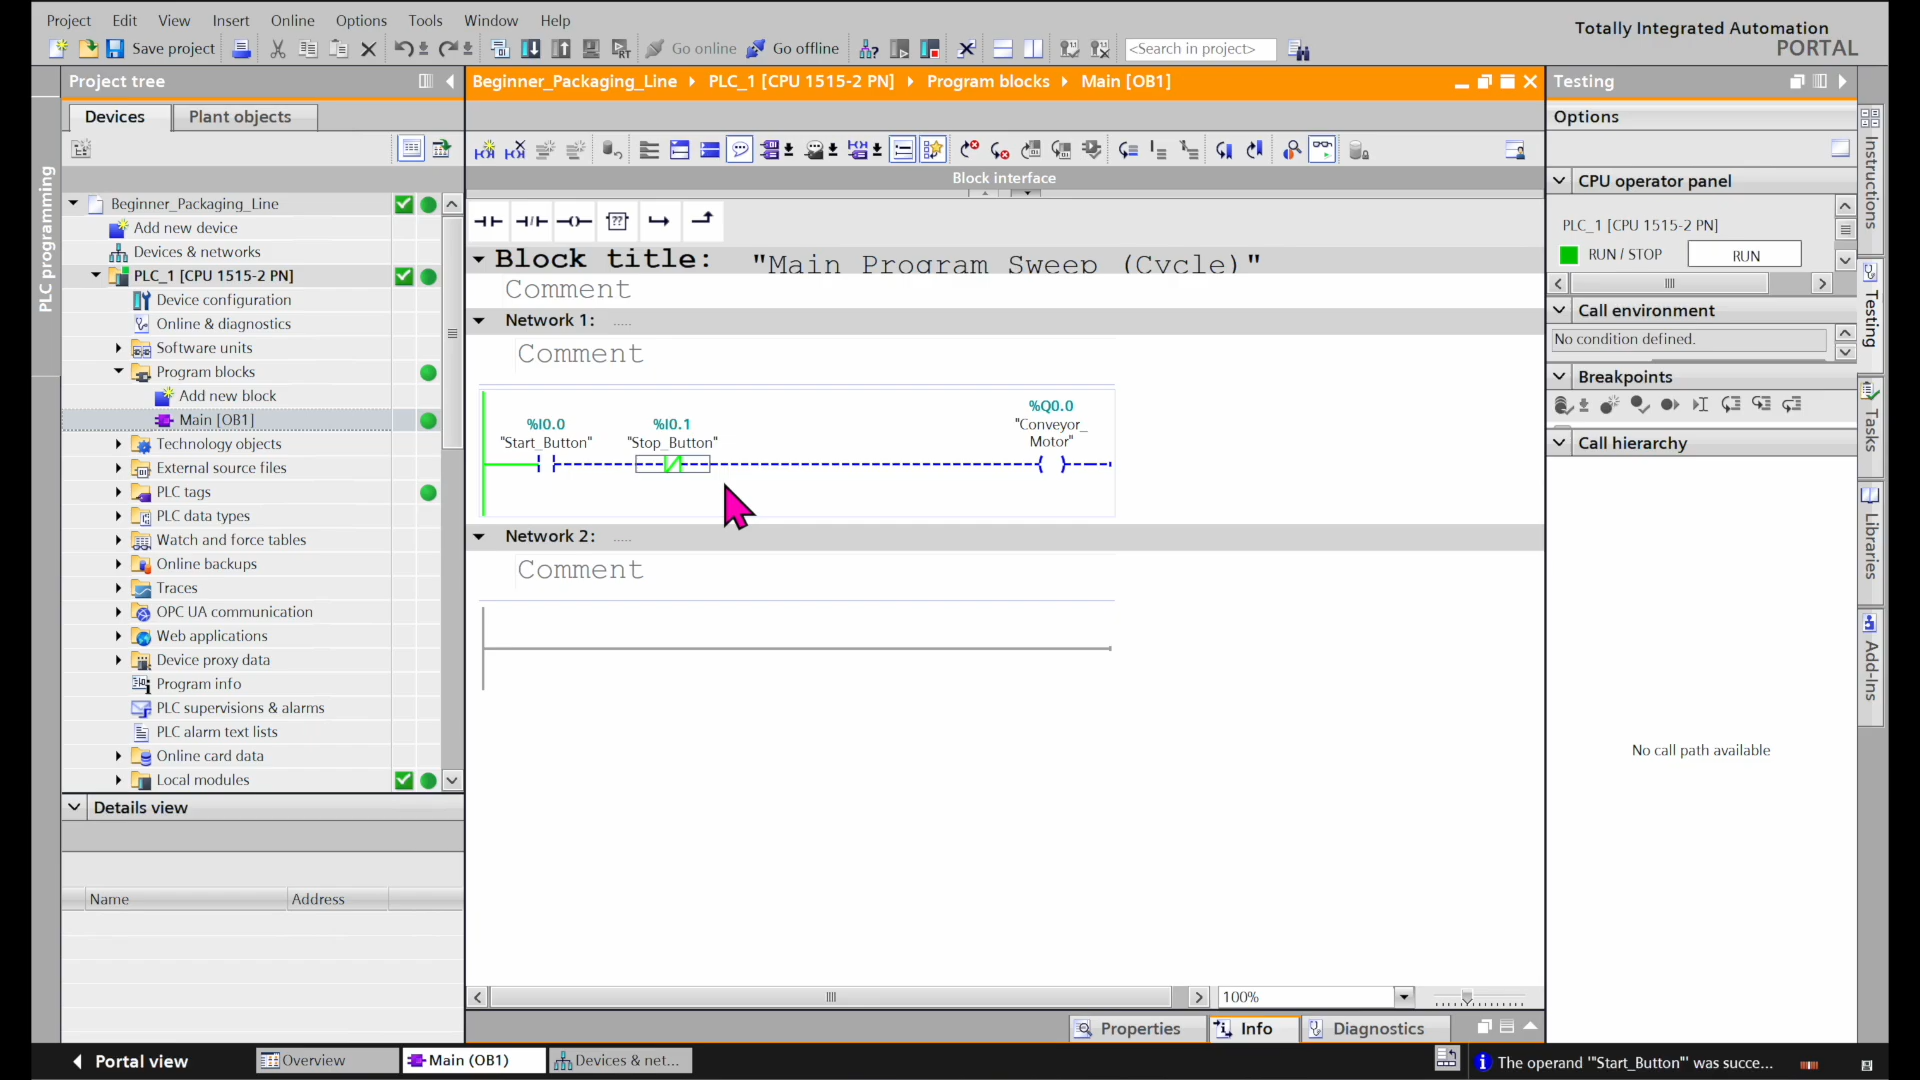 Project Edit View Insert Online Options Tools Window Help
Totally Integrated Automation
PORTAL
Save project
Go online
Go offline
<Search in project>
Project tree
Beginner_Packaging_Line PLC_1 [CPU 1515-2 PN] Program blocks Main [OB1]
Testing
Devices
Plant objects
Options
PLC programming
Block interface
CPU operator panel
Beginner_Packaging_Line
Add new device
Devices & networks
PLC_1 [CPU 1515-2 PN]
Device configuration
Online & diagnostics
Software units
Program blocks
Add new block
Main [OB1]
Technology objects
External source files
PLC tags
PLC data types
Watch and force tables
Online backups
Traces
OPC UA communication
Web applications
Device proxy data
Program info
PLC supervisions & alarms
PLC alarm text lists
Online card data
Local modules
Details view
Name
Address
??
Block title: "Main Program Sweep (Cycle)"
Comment
Network 1: .....
Comment
%I0.0
"Start_Button"
%I0.1
"Stop_Button"
%Q0.0
"Conveyor_
Motor"
Network 2: .....
Comment
100%
PLC_1 [CPU 1515-2 PN]
RUN / STOP
RUN
Call environment
No condition defined.
Breakpoints
Call hierarchy
No call path available
Instructions
Testing
Tasks
Libraries
Add-Ins
Properties
Info
Diagnostics
Portal view
Overview
Main (OB1)
Devices & net...
The operand '"Start_Button"' was succe...